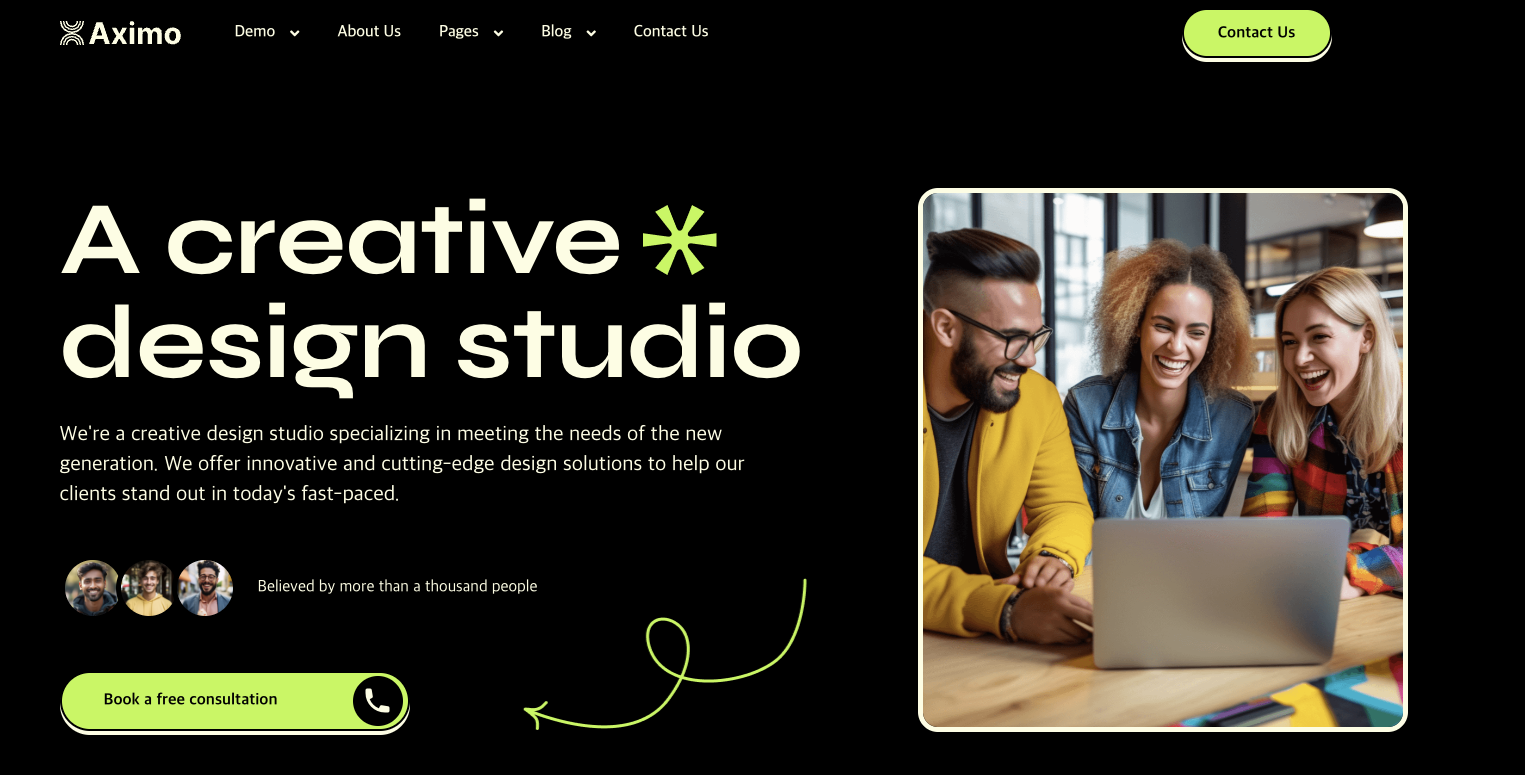 Aximo
Demo
About Us
Pages
Blog
Contact Us
Contact Us
A creative
design studio
We're a creative design studio specializing in meeting the needs of the new
generation. We offer innovative and cutting-edge design solutions to help our
clients stand out in today's fast-paced.
Believed by more than a thousand people
Book a free consultation